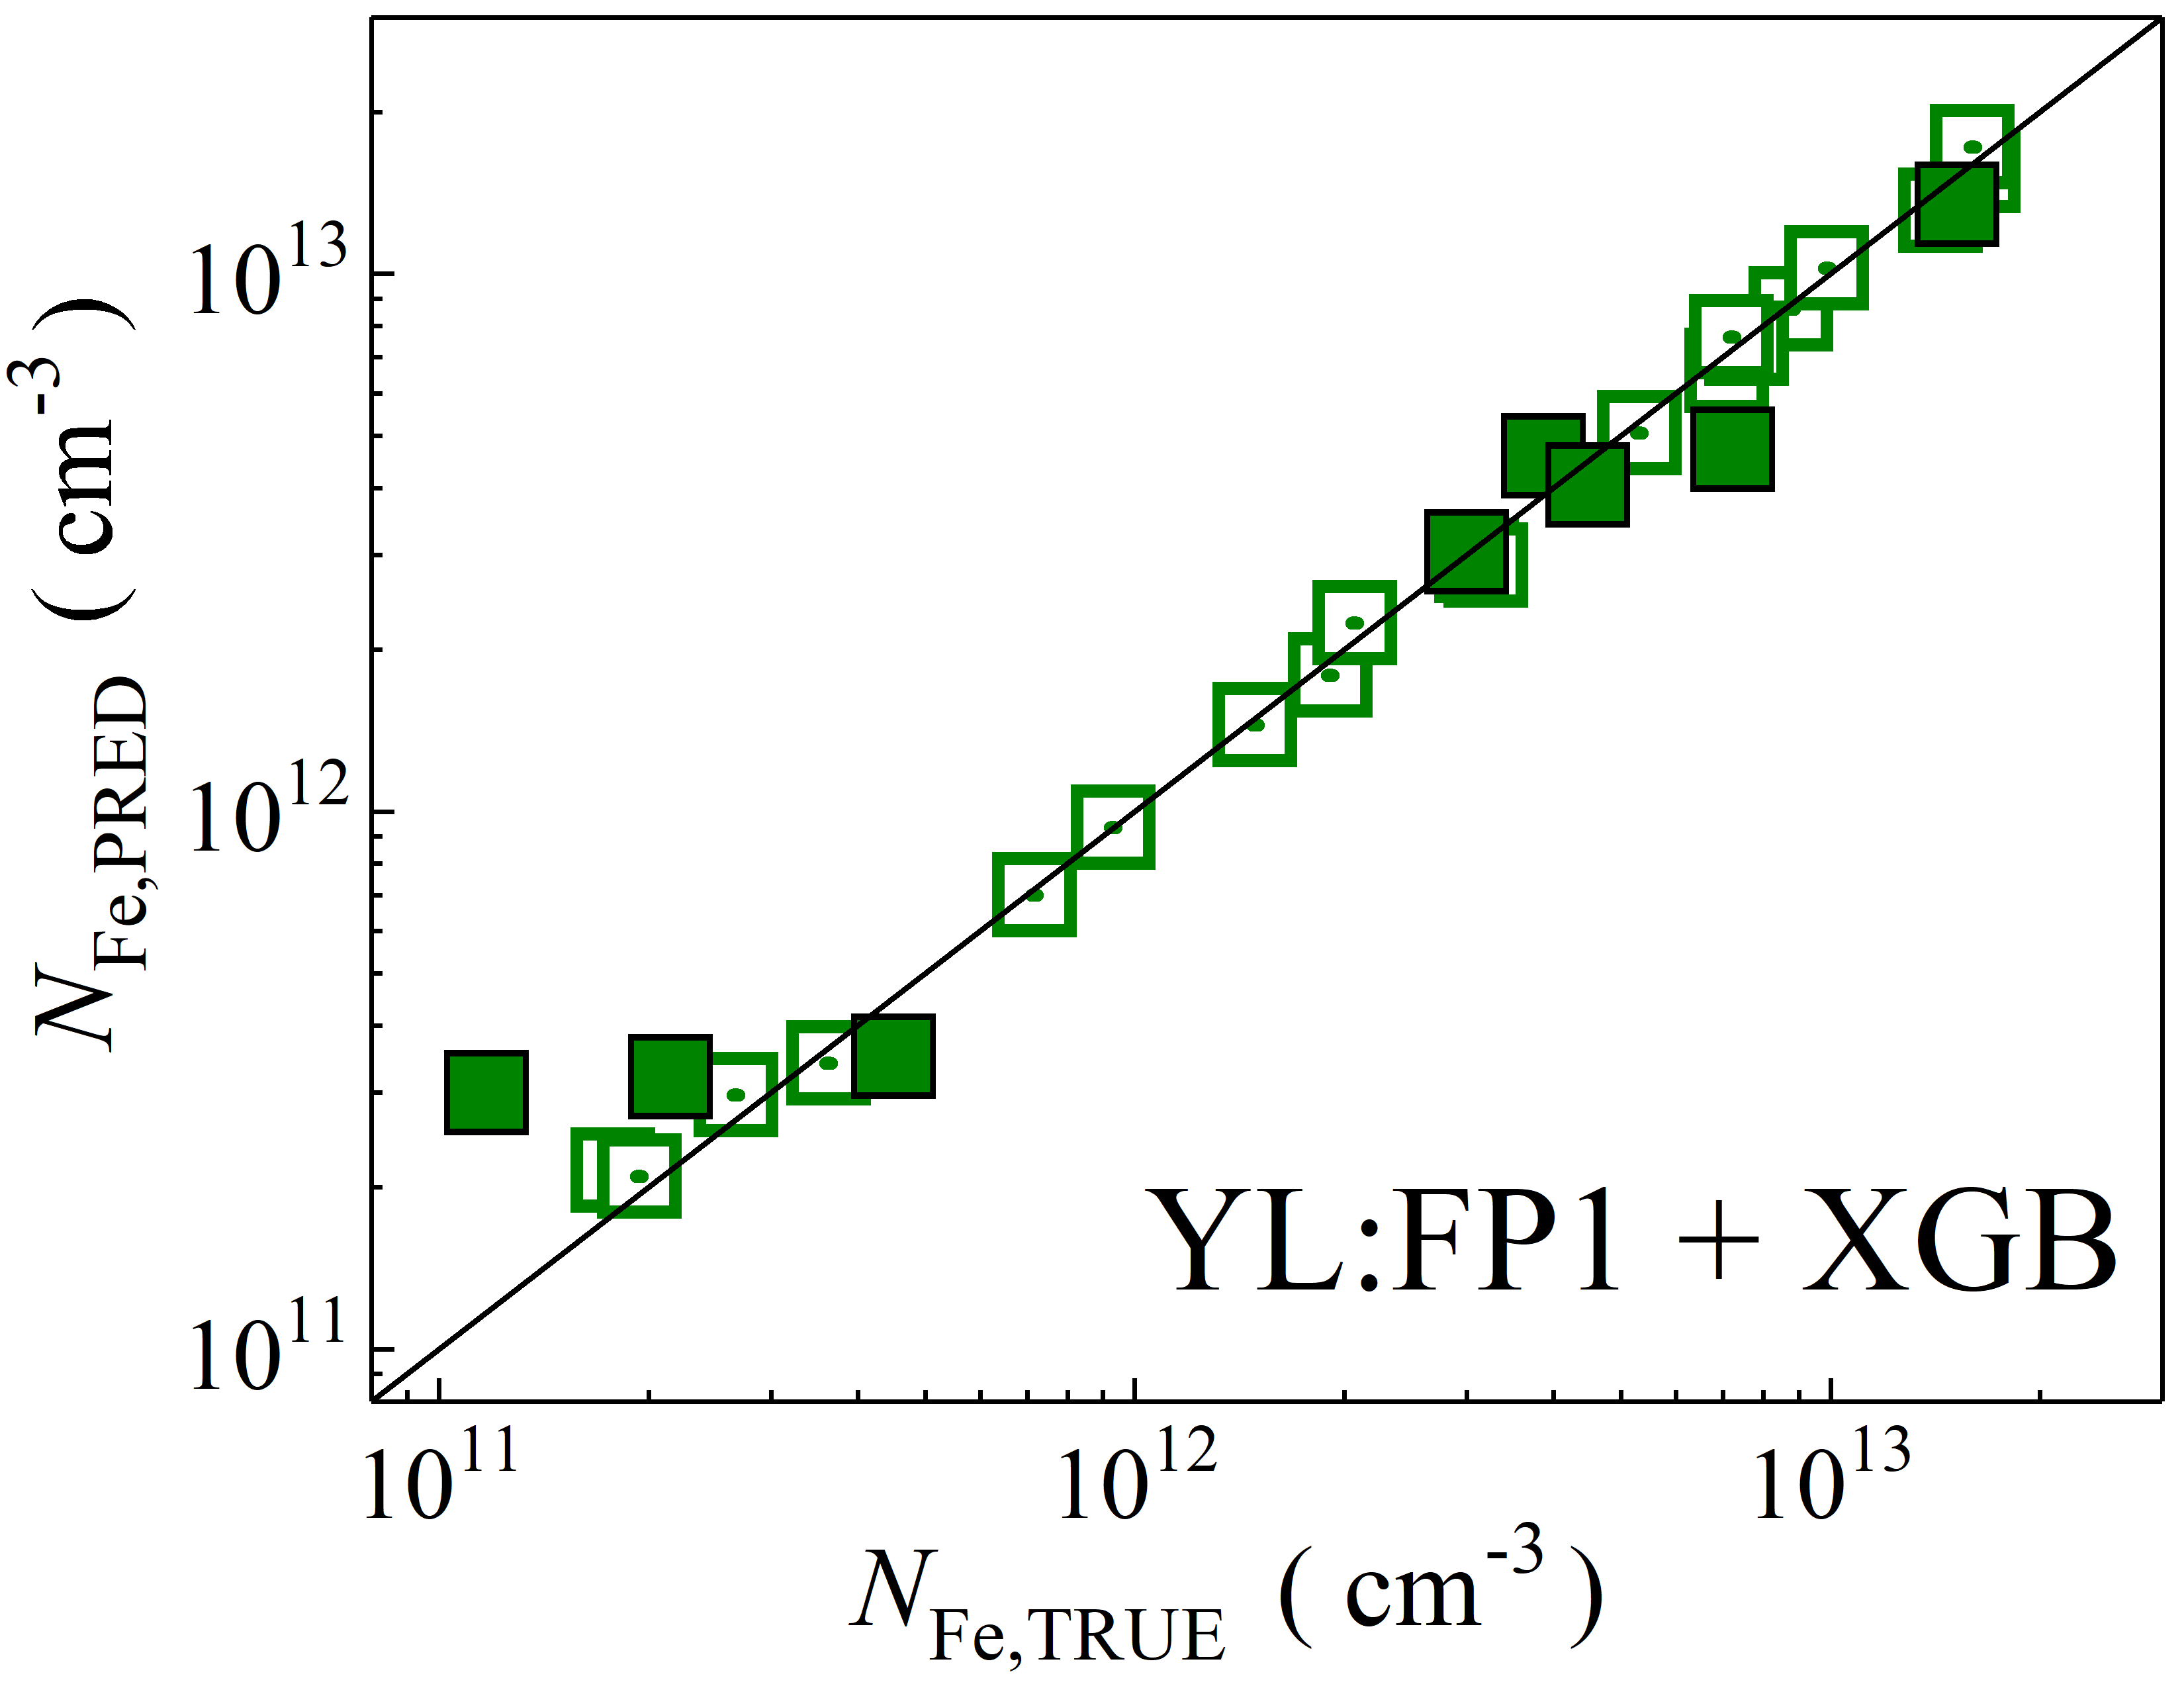 N_Fe,PRED ( cm^-3 )
10^13
10^12
10^11
YL:FP1 + XGB
10^11 10^12 10^13
N_Fe,TRUE ( cm^-3 )